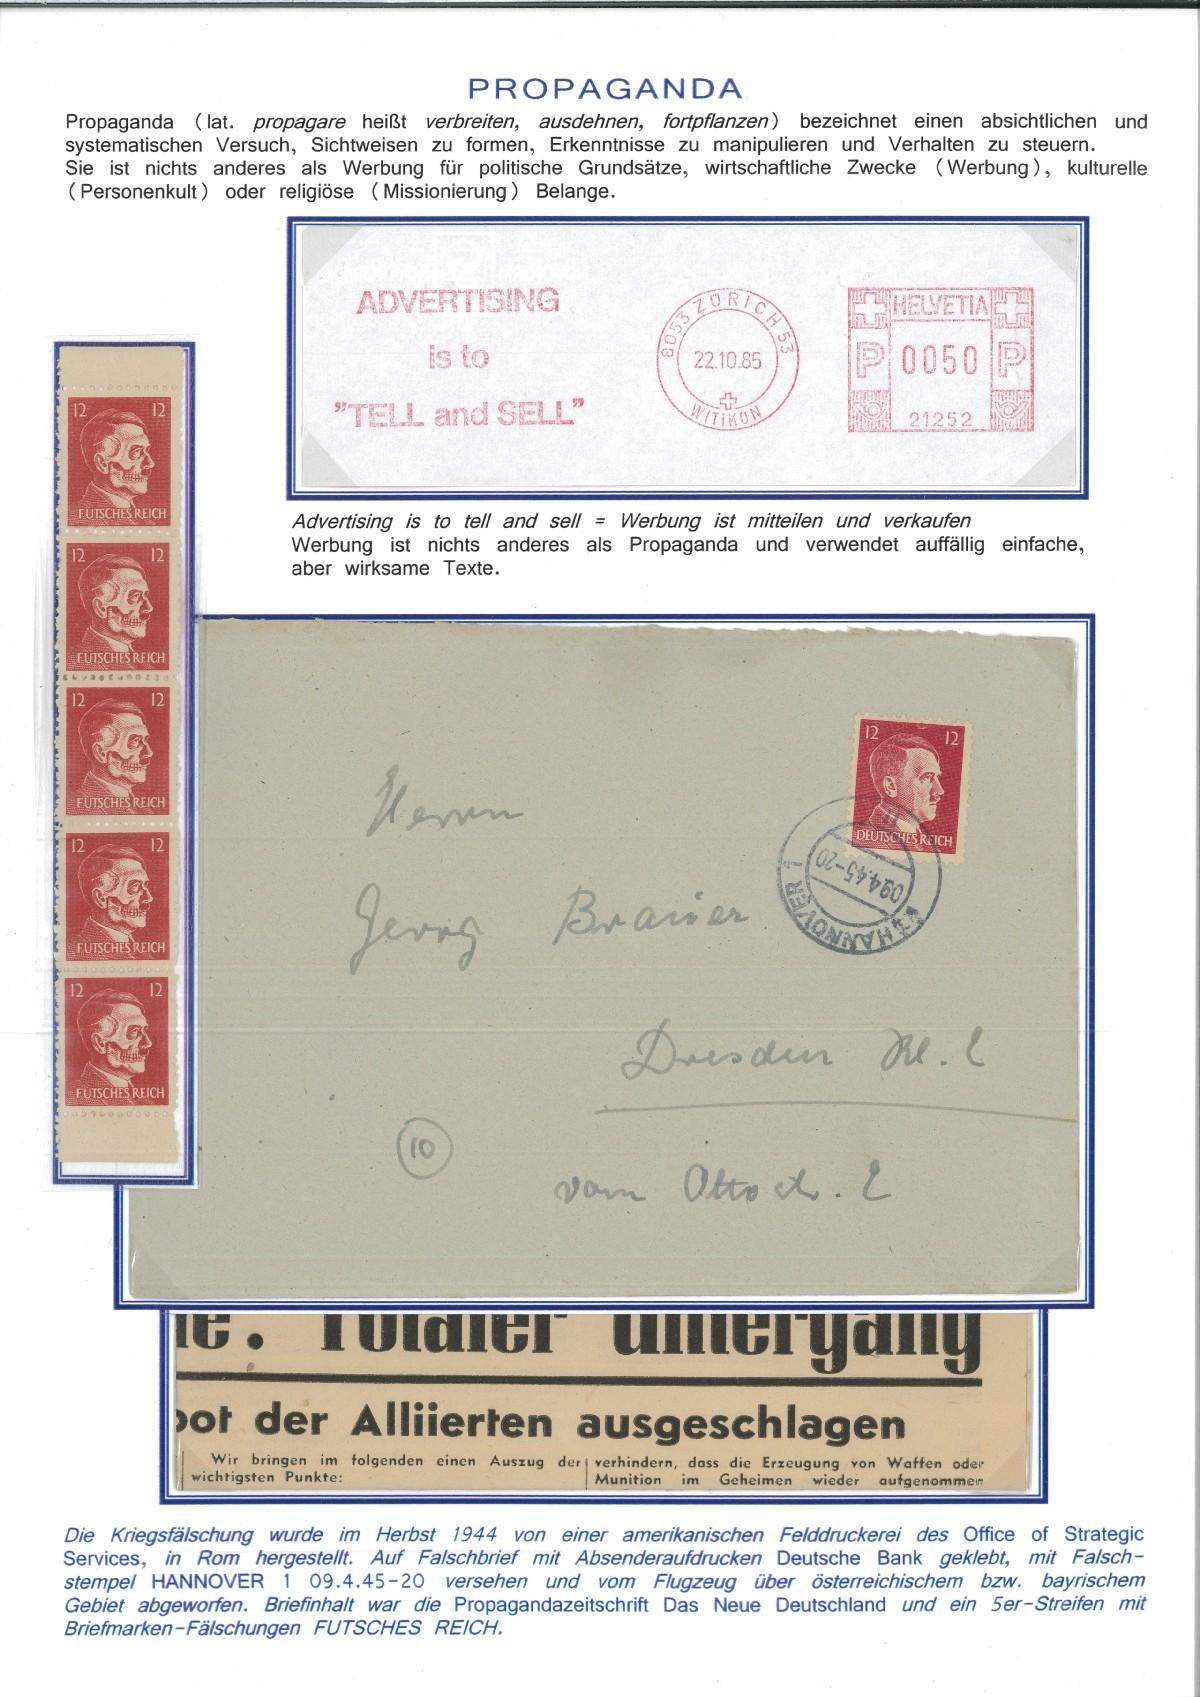 PROPAGANDA
Propaganda (lat. propagare heißt verbreiten, ausdehnen, fortpflanzen) bezeichnet einen absichtlichen und
systematischen Versuch, Sichtweisen zu formen, Erkenntnisse zu manipulieren und Verhalten zu steuern.
Sie ist nichts anderes als Werbung für politische Grundsätze, wirtschaftliche Zwecke (Werbung), kulturelle
(Personenkult) oder religiöse (Missionierung) Belange.
ADVERTISING
is to
"TELL and SELL"
8053 ZÜRICH 53
22.10.85
WITIKON
HELVETIA
P 0050 P
21252
Advertising is to tell and sell = Werbung ist mitteilen und verkaufen
Werbung ist nichts anderes als Propaganda und verwendet auffällig einfache,
aber wirksame Texte.
12 12
FUTSCHES REICH
12 12
FUTSCHES REICH
12 12
FUTSCHES REICH
12 12
FUTSCHES REICH
12 12
FUTSCHES REICH
12 12
DEUTSCHES REICH
HANNOVER 1
09.4.45-20
Herrn
Georg
Dresden
10
vom Ottostr. 2
ne. Totaler Untergang
bot der Alliierten ausgeschlagen
Wir bringen im folgenden einen Auszug der
wichtigsten Punkte:
verhindern, dass die Erzeugung von Waffen oder
Munition im Geheimen wieder aufgenommen
Die Kriegsfälschung wurde im Herbst 1944 von einer amerikanischen Felddruckerei des Office of Strategic
Services, in Rom hergestellt. Auf Falschbrief mit Absenderaufdrucken Deutsche Bank geklebt, mit Falsch-
stempel HANNOVER 1 09.4.45-20 versehen und vom Flugzeug über österreichischem bzw. bayrischem
Gebiet abgeworfen. Briefinhalt war die Propagandazeitschrift Das Neue Deutschland und ein 5er-Streifen mit
Briefmarken-Fälschungen FUTSCHES REICH.